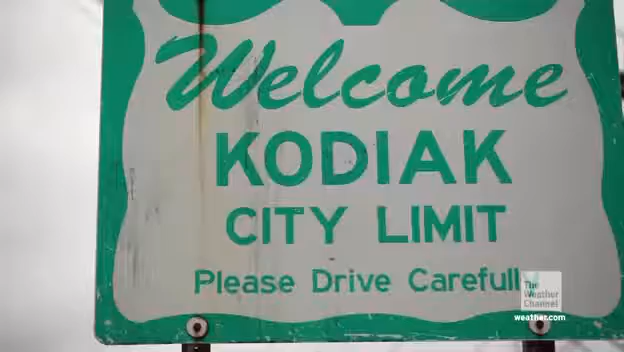 Welcome
KODIAK
CITY LIMIT
Please Drive Carefull
The
Weather
Channel
weather.com